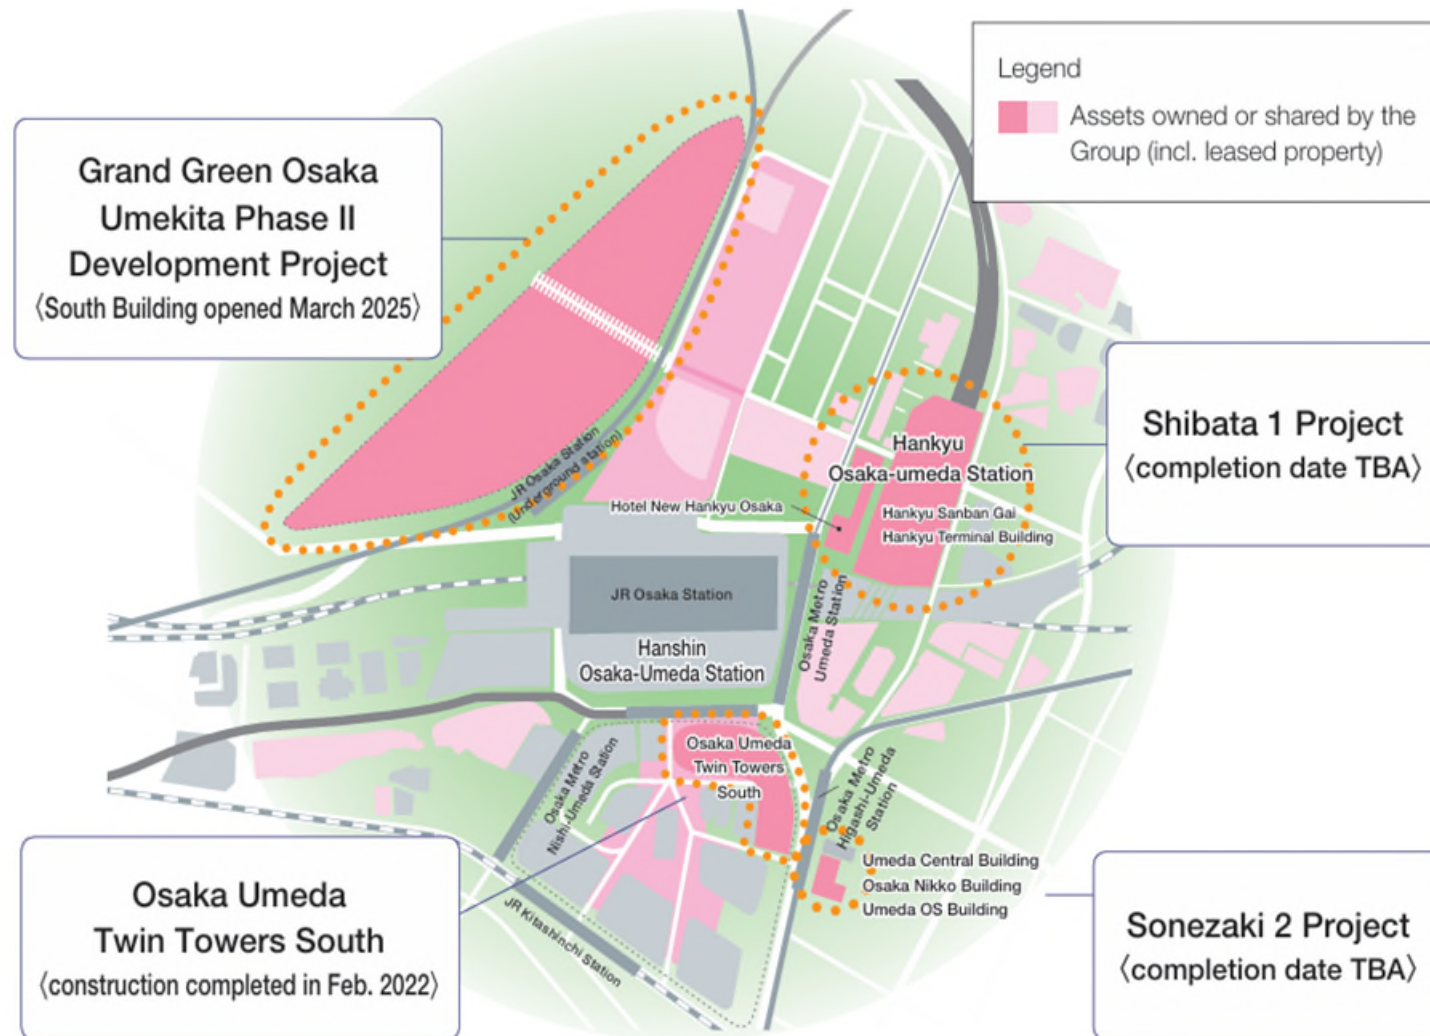 Legend
Assets owned or shared by the
Group (incl. leased property)
Grand Green Osaka
Umekita Phase II
Development Project
〈South Building opened March 2025〉
Shibata 1 Project
〈completion date TBA〉
Hankyu
Osaka-umeda Station
Hotel New Hankyu Osaka
Hankyu Sanban Gai
Hankyu Terminal Building
JR Osaka Station
(Underground station)
JR Osaka Station
Hanshin
Osaka-Umeda Station
Osaka Metro
Umeda Station
Osaka Umeda
Twin Towers
South
Osaka Metro
Nishi-Umeda Station
Osaka Metro
Higashi-Umeda
Station
JR Kitashinchi Station
Umeda Central Building
Osaka Nikko Building
Umeda OS Building
Osaka Umeda
Twin Towers South
〈construction completed in Feb. 2022〉
Sonezaki 2 Project
〈completion date TBA〉